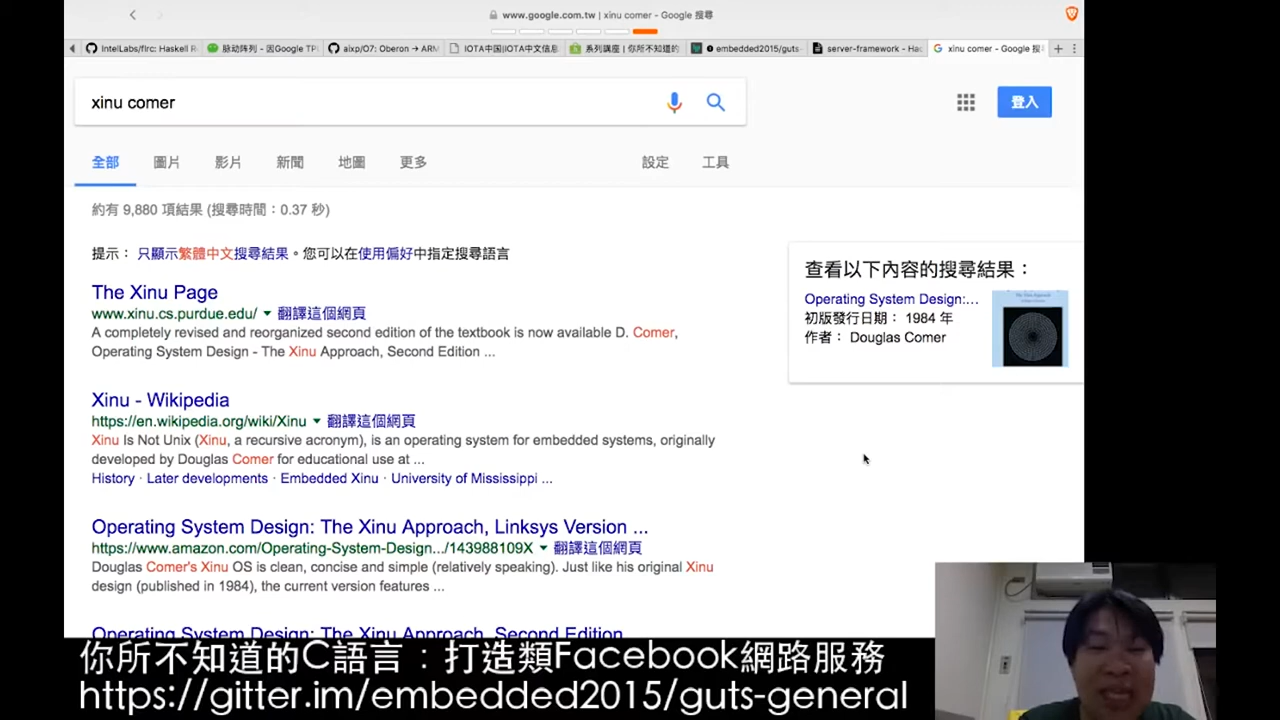 www.google.com.tw | xinu comer - Google 搜尋
IntelLabs/flrc: Haskell R
脉动阵列 - 因Google TP
aixp/O7: Oberon → ARM
IOTA中国|IOTA中文信息
系列講座 | 你所不知道的
embedded2015/guts-
server-framework - Hac
xinu comer - Google 搜
xinu comer
登入
全部 圖片 影片 新聞 地圖 更多 設定 工具
約有 9,880 項結果 (搜尋時間：0.37 秒)
提示： 只顯示繁體中文搜尋結果。您可以在使用偏好中指定搜尋語言
The Xinu Page
www.xinu.cs.purdue.edu/ 翻譯這個網頁
A completely revised and reorganized second edition of the textbook is now available D. Comer,
Operating System Design - The Xinu Approach, Second Edition ...
Xinu - Wikipedia
https://en.wikipedia.org/wiki/Xinu 翻譯這個網頁
Xinu Is Not Unix (Xinu, a recursive acronym), is an operating system for embedded systems, originally
developed by Douglas Comer for educational use at ...
History · Later developments · Embedded Xinu · University of Mississippi ...
Operating System Design: The Xinu Approach, Linksys Version ...
https://www.amazon.com/Operating-System-Design.../143988109X 翻譯這個網頁
Douglas Comer's Xinu OS is clean, concise and simple (relatively speaking). Just like his original Xinu
design (published in 1984), the current version features ...
Operating System Design: The Xinu Approach, Second Edition
查看以下內容的搜尋結果：
Operating System Design:...
初版發行日期： 1984 年
作者： Douglas Comer
你所不知道的C語言：打造類Facebook網路服務
https://gitter.im/embedded2015/guts-general